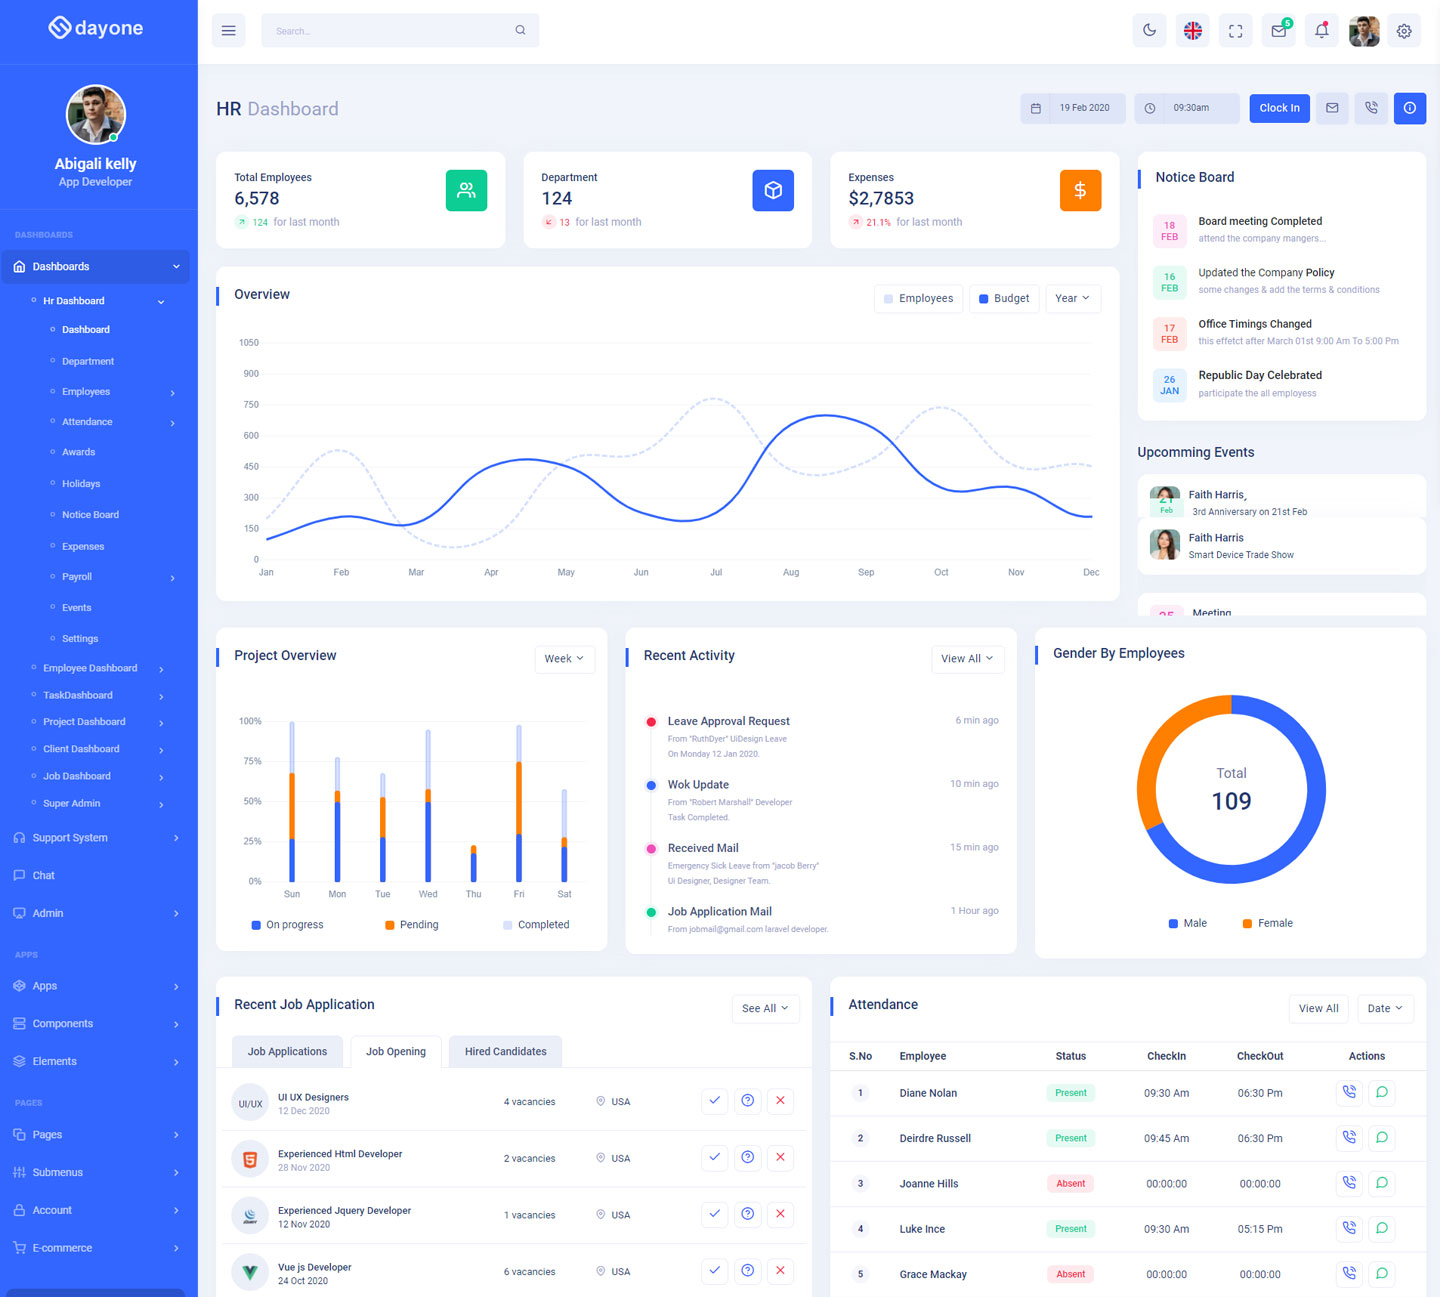 dayone
Search...
5
Abigali kelly
App Developer
DASHBOARDS
Dashboards
Hr Dashboard
Dashboard
Department
Employees
Attendance
Awards
Holidays
Notice Board
Expenses
Payroll
Events
Settings
Employee Dashboard
TaskDashboard
Project Dashboard
Client Dashboard
Job Dashboard
Super Admin
Support System
Chat
Admin
APPS
Apps
Components
Elements
PAGES
Pages
Submenus
Account
E-commerce
HR Dashboard
19 Feb 2020
09:30am
Clock In
Total Employees
6,578
124 for last month
Department
124
13 for last month
Expenses
$2,7853
21.1% for last month
Overview
Employees
Budget
Year
1050
900
750
600
450
300
150
0
Jan Feb Mar Apr May Jun Jul Aug Sep Oct Nov Dec
Notice Board
18 FEB
Board meeting Completed
attend the company mangers...
16 FEB
Updated the Company Policy
some changes & add the terms & conditions
17 FEB
Office Timings Changed
this effetct after March 01st 9:00 Am To 5:00 Pm
26 JAN
Republic Day Celebrated
participate the all employess
Upcomming Events
21
Feb
Faith Harris,
3rd Anniversary on 21st Feb
Faith Harris
Smart Device Trade Show
25
Meeting
Project Overview
Week
100%
75%
50%
25%
0%
Sun Mon Tue Wed Thu Fri Sat
On progress Pending Completed
Recent Activity
View All
Leave Approval Request 6 min ago
From "RuthDyer" UiDesign Leave
On Monday 12 Jan 2020.
Wok Update 10 min ago
From "Robert Marshall" Developer
Task Completed.
Received Mail 15 min ago
Emergency Sick Leave from "jacob Berry"
Ui Designer, Designer Team.
Job Application Mail 1 Hour ago
From jobmail@gmail.com laravel developer.
Gender By Employees
Total
109
Male Female
Recent Job Application
See All
Job Applications Job Opening Hired Candidates
UI/UX
UI UX Designers
12 Dec 2020
4 vacancies USA
Experienced Html Developer
28 Nov 2020
2 vacancies USA
Experienced Jquery Developer
12 Nov 2020
1 vacancies USA
Vue js Developer
24 Oct 2020
6 vacancies USA
Attendance
View All
Date
S.No Employee Status CheckIn CheckOut Actions
1 Diane Nolan Present 09:30 Am 06:30 Pm
2 Deirdre Russell Present 09:45 Am 06:30 Pm
3 Joanne Hills Absent 00:00:00 00:00:00
4 Luke Ince Present 09:30 Am 05:15 Pm
5 Grace Mackay Absent 00:00:00 00:00:00